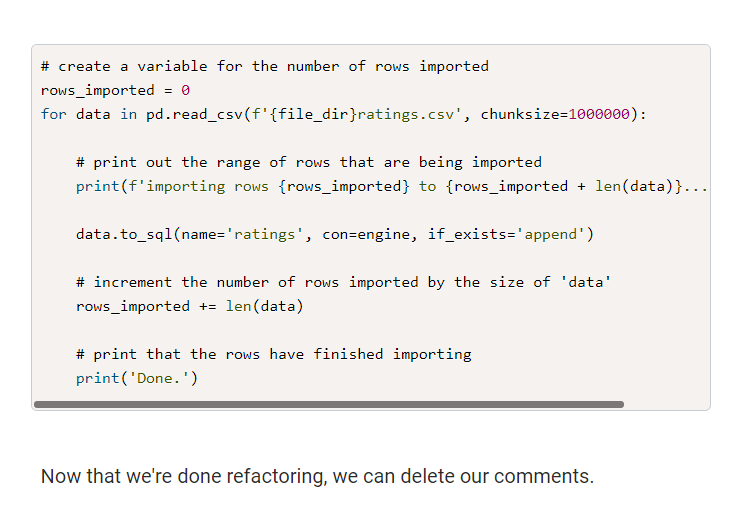 # create a variable for the number of rows imported
rows_imported = 0
for data in pd.read_csv(f'{file_dir}ratings.csv', chunksize=1000000):
    # print out the range of rows that are being imported
    print(f'importing rows {rows_imported} to {rows_imported + len(data)}...
    data.to_sql(name='ratings', con=engine, if_exists='append')
    # increment the number of rows imported by the size of 'data'
    rows_imported += len(data)
    # print that the rows have finished importing
    print('Done.')
Now that we're done refactoring, we can delete our comments.